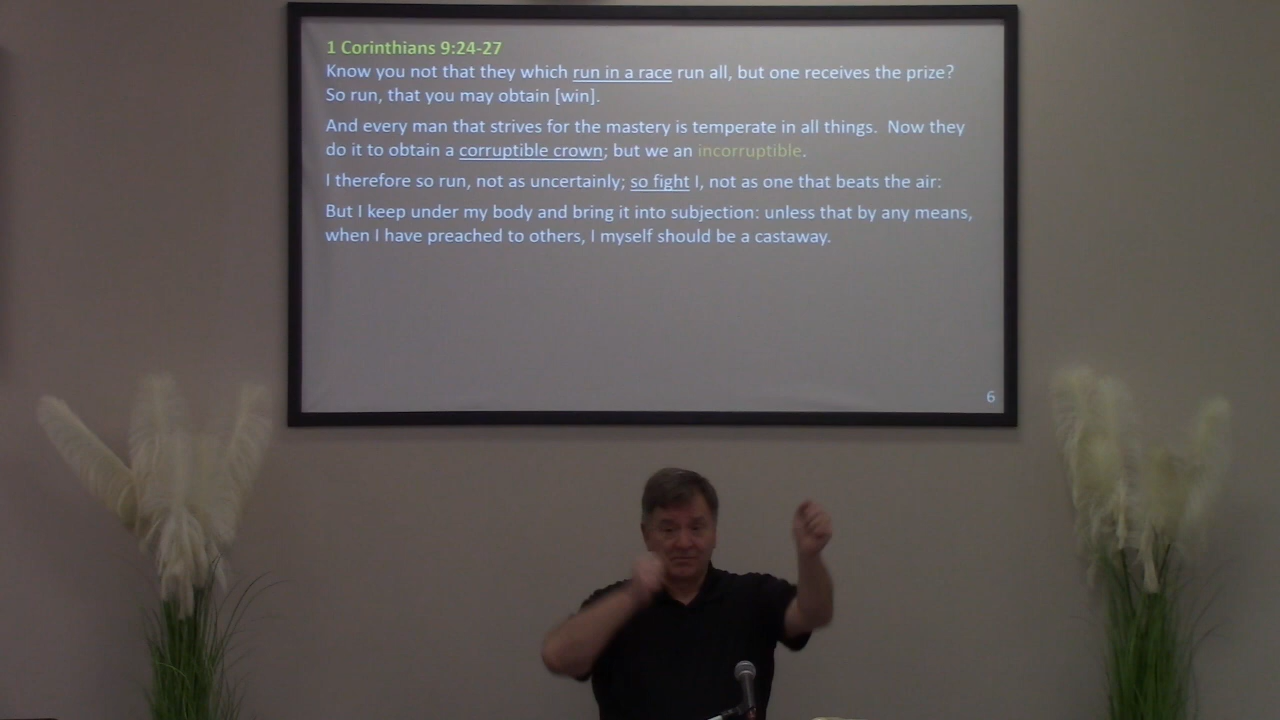 1 Corinthians 9:24-27
Know you not that they which run in a race run all, but one receives the prize?
So run, that you may obtain [win].
And every man that strives for the mastery is temperate in all things.  Now they
do it to obtain a corruptible crown; but we an incorruptible.
I therefore so run, not as uncertainly; so fight I, not as one that beats the air:
But I keep under my body and bring it into subjection: unless that by any means,
when I have preached to others, I myself should be a castaway.
6